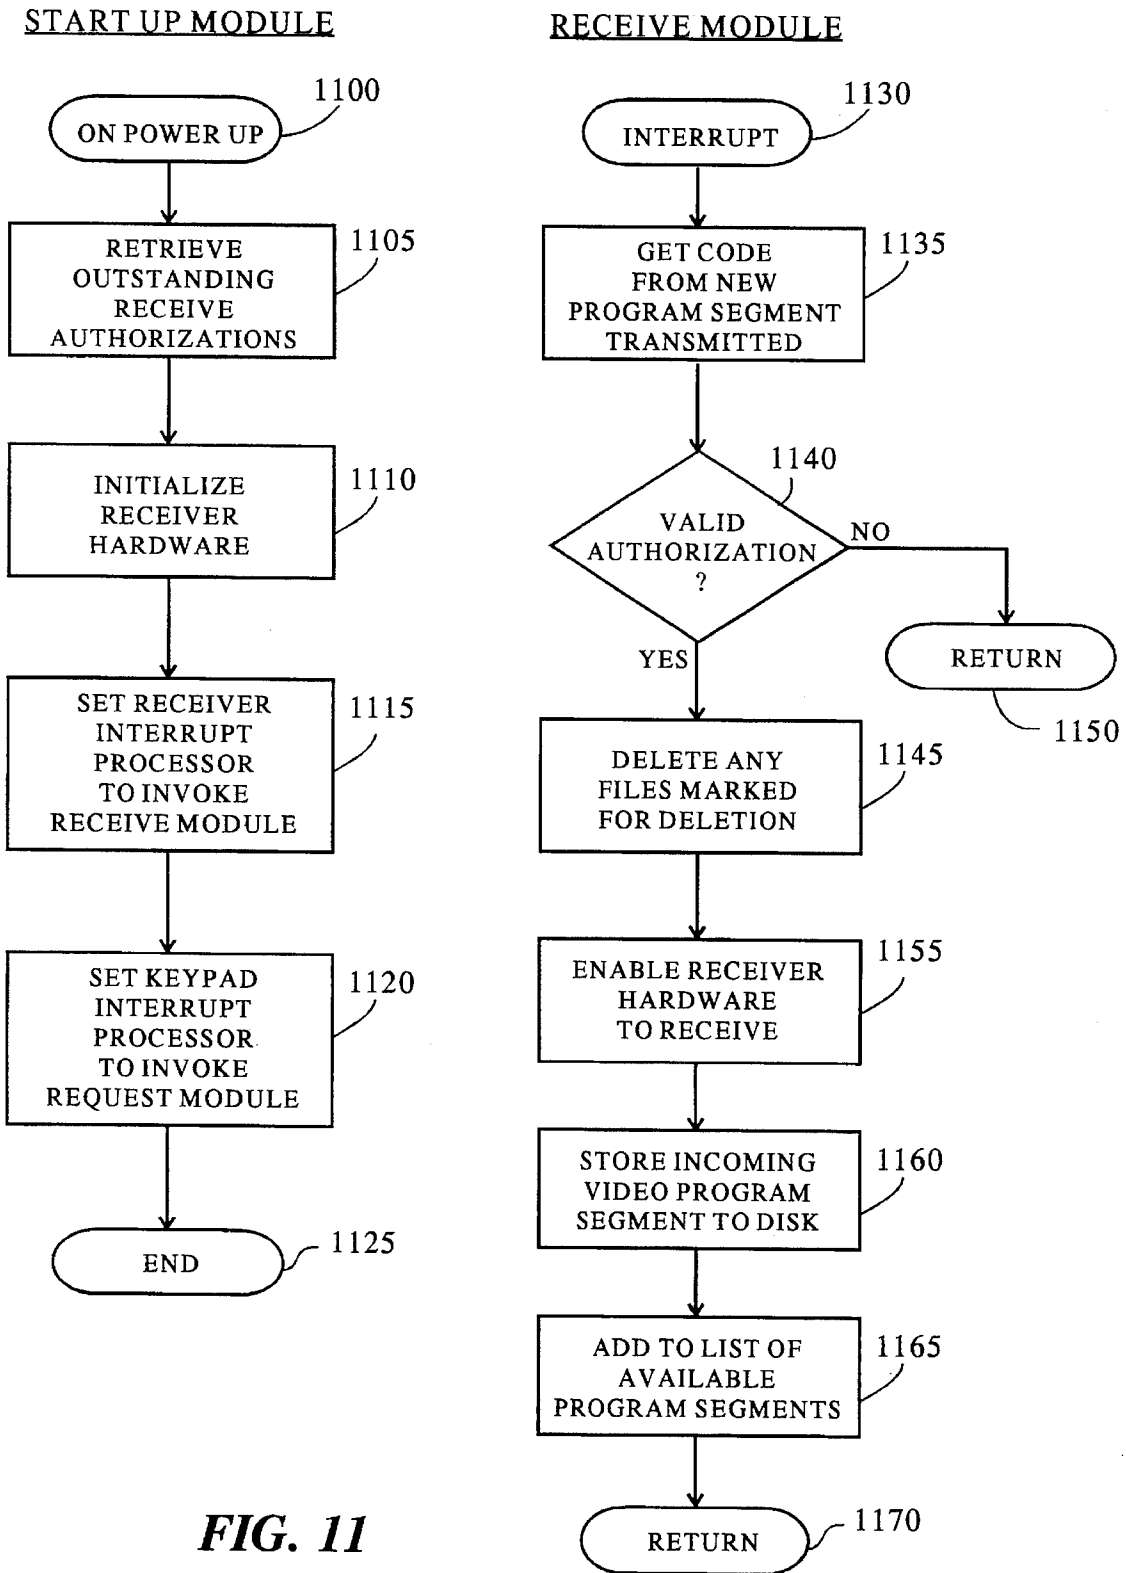 START UP MODULE
ON POWER UP
1100
RETRIEVE
OUTSTANDING
RECEIVE
AUTHORIZATIONS
1105
INITIALIZE
RECEIVER
HARDWARE
1110
SET RECEIVER
INTERRUPT
PROCESSOR
TO INVOKE
RECEIVE MODULE
1115
SET KEYPAD
INTERRUPT
PROCESSOR
TO INVOKE
REQUEST MODULE
1120
END
1125
RECEIVE MODULE
INTERRUPT
1130
GET CODE
FROM NEW
PROGRAM SEGMENT
TRANSMITTED
1135
VALID
AUTHORIZATION
?
1140
NO
RETURN
1150
YES
DELETE ANY
FILES MARKED
FOR DELETION
1145
ENABLE RECEIVER
HARDWARE
TO RECEIVE
1155
STORE INCOMING
VIDEO PROGRAM
SEGMENT TO DISK
1160
ADD TO LIST OF
AVAILABLE
PROGRAM SEGMENTS
1165
RETURN
1170
FIG. 11